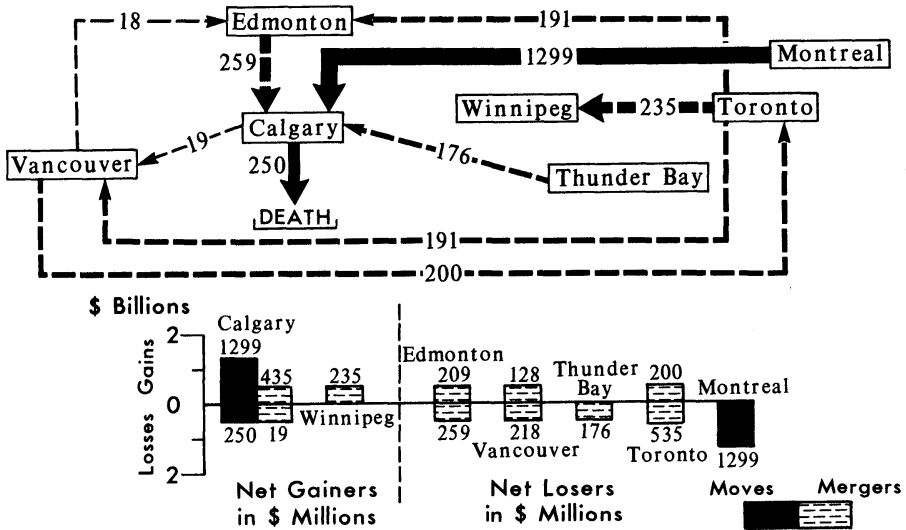 18
Edmonton
191
259
1299
Montreal
Winnipeg
235
Toronto
Calgary
19
176
Vancouver
250
Thunder Bay
DEATH
191
200
$ Billions
Losses Gains
2
0
2
Calgary
1299
435
235
250
19
Winnipeg
Edmonton
209
128
Thunder
Bay
200
Montreal
259
218
176
535
Vancouver
Toronto
1299
Net Gainers
in $ Millions
Net Losers
in $ Millions
Moves
Mergers